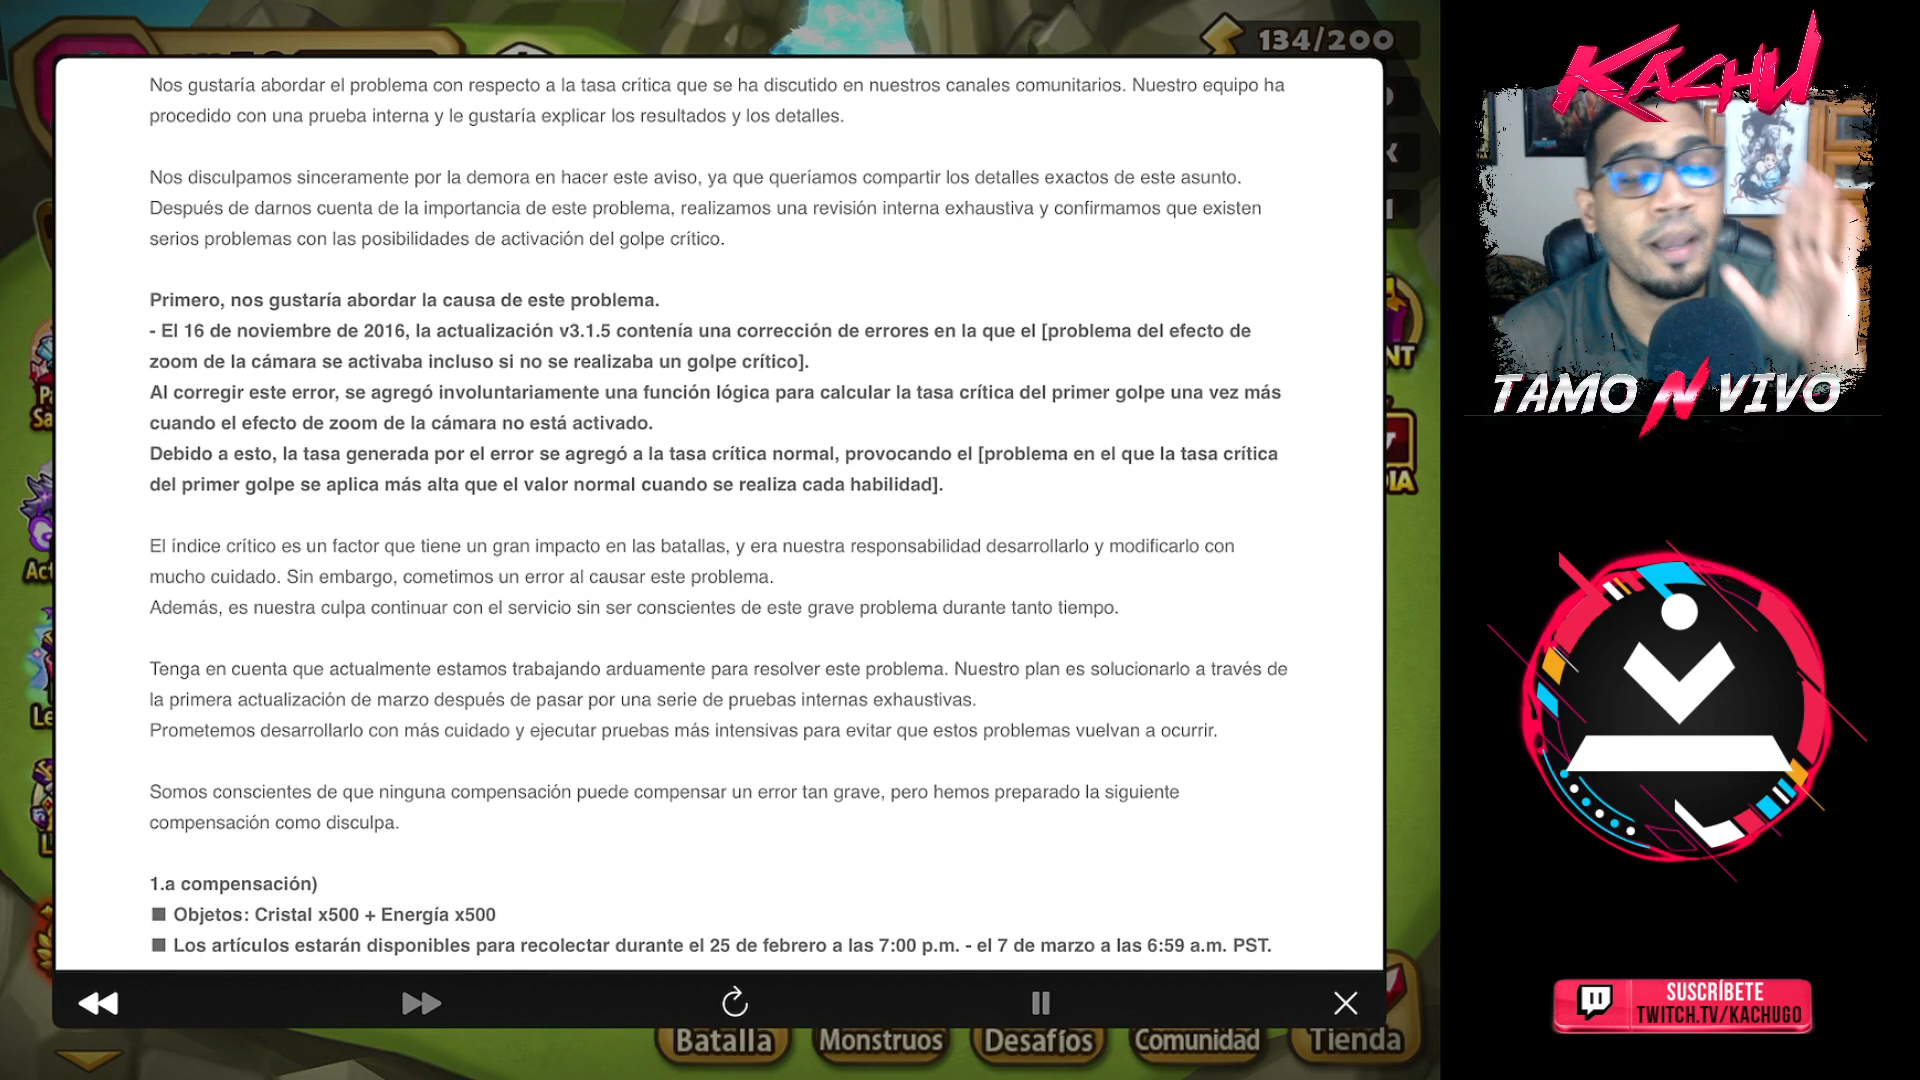 134/200
Nos gustaría abordar el problema con respecto a la tasa crítica que se ha discutido en nuestros canales comunitarios. Nuestro equipo ha
procedido con una prueba interna y le gustaría explicar los resultados y los detalles.
Nos disculpamos sinceramente por la demora en hacer este aviso, ya que queríamos compartir los detalles exactos de este asunto.
Después de darnos cuenta de la importancia de este problema, realizamos una revisión interna exhaustiva y confirmamos que existen
serios problemas con las posibilidades de activación del golpe crítico.
Primero, nos gustaría abordar la causa de este problema.
- El 16 de noviembre de 2016, la actualización v3.1.5 contenía una corrección de errores en la que el [problema del efecto de
zoom de la cámara se activaba incluso si no se realizaba un golpe crítico].
Al corregir este error, se agregó involuntariamente una función lógica para calcular la tasa crítica del primer golpe una vez más
cuando el efecto de zoom de la cámara no está activado.
Debido a esto, la tasa generada por el error se agregó a la tasa crítica normal, provocando el [problema en el que la tasa crítica
del primer golpe se aplica más alta que el valor normal cuando se realiza cada habilidad].
El índice crítico es un factor que tiene un gran impacto en las batallas, y era nuestra responsabilidad desarrollarlo y modificarlo con
mucho cuidado. Sin embargo, cometimos un error al causar este problema.
Además, es nuestra culpa continuar con el servicio sin ser conscientes de este grave problema durante tanto tiempo.
Tenga en cuenta que actualmente estamos trabajando arduamente para resolver este problema. Nuestro plan es solucionarlo a través de
la primera actualización de marzo después de pasar por una serie de pruebas internas exhaustivas.
Prometemos desarrollarlo con más cuidado y ejecutar pruebas más intensivas para evitar que estos problemas vuelvan a ocurrir.
Somos conscientes de que ninguna compensación puede compensar un error tan grave, pero hemos preparado la siguiente
compensación como disculpa.
1.a compensación)
■ Objetos: Cristal x500 + Energía x500
■ Los artículos estarán disponibles para recolectar durante el 25 de febrero a las 7:00 p.m. - el 7 de marzo a las 6:59 a.m. PST.
Batalla
Monstruos
Desafíos
Comunidad
Tienda
KACHU
TAMO N VIVO
SUSCRÍBETE
TWITCH.TV/KACHUGO